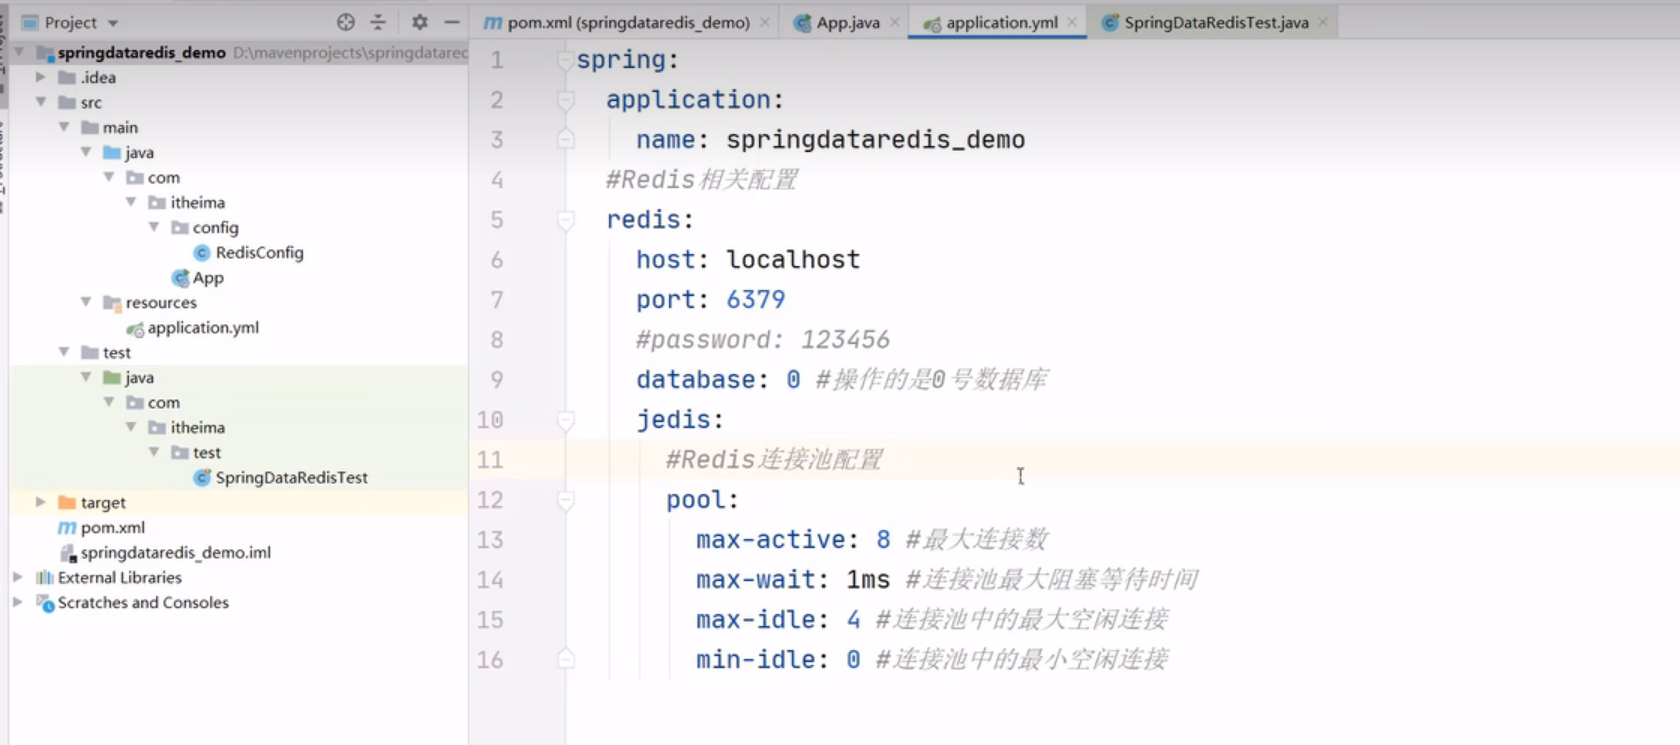 Project
springdataredis_demo D:\mavenprojects\springdatarec
.idea
src
main
java
com
itheima
config
RedisConfig
App
resources
application.yml
test
java
com
itheima
test
SpringDataRedisTest
target
pom.xml
springdataredis_demo.iml
External Libraries
Scratches and Consoles
pom.xml (springdataredis_demo)
App.java
application.yml
SpringDataRedisTest.java
1 spring:
2 application:
3 name: springdataredis_demo
4 #Redis相关配置
5 redis:
6 host: localhost
7 port: 6379
8 #password: 123456
9 database: 0 #操作的是0号数据库
10 jedis:
11 #Redis连接池配置
12 pool:
13 max-active: 8 #最大连接数
14 max-wait: 1ms #连接池最大阻塞等待时间
15 max-idle: 4 #连接池中的最大空闲连接
16 min-idle: 0 #连接池中的最小空闲连接